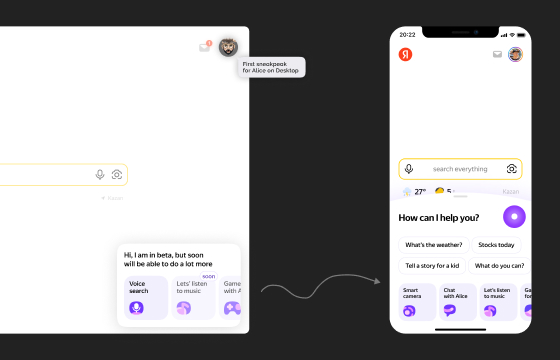 First sneakpeak
for Alice on Desktop
Kazan
Hi, I am in beta, but soon
will be able to do a lot more
soon
Voice
search
Lets' listen
to music
Game
with A
20:22
Я
search everything
27°
5
Kazan
How can I help you?
What's the weather?
Stocks today
Tell a story for a kid
What do you can?
Smart
camera
Chat
with Alice
Let's listen
to music
Ga
for